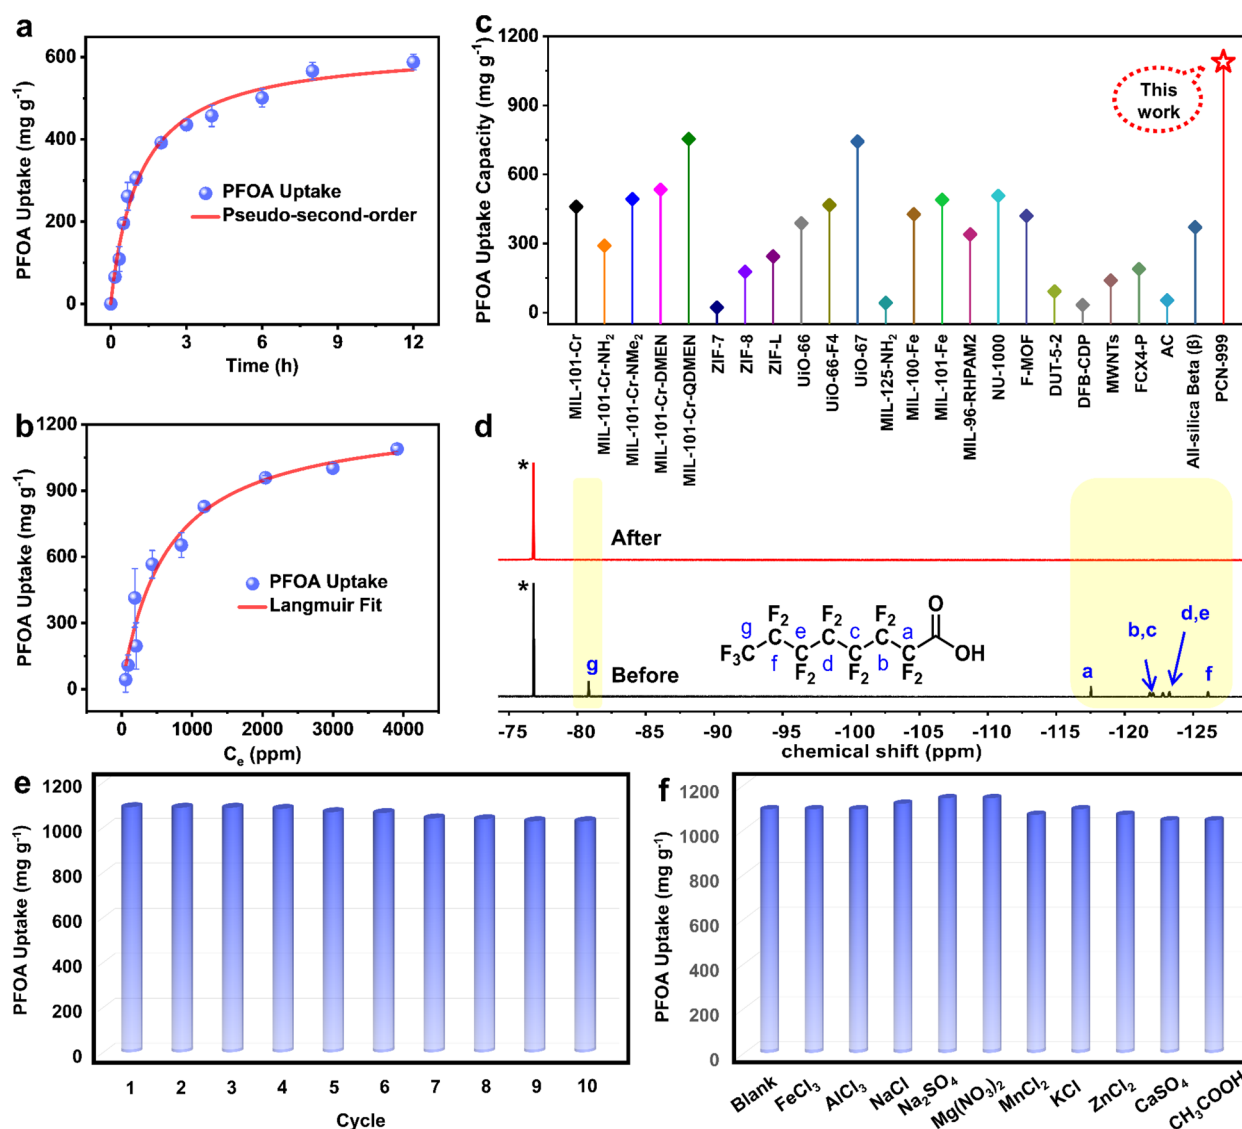 a
600
400
200
0
PFOA Uptake (mg g⁻¹)
PFOA Uptake
Pseudo-second-order
0 3 6 9 12
Time (h)
b
1200
900
600
300
0
PFOA Uptake (mg g⁻¹)
PFOA Uptake
Langmuir Fit
0 1000 2000 3000 4000
Cₑ (ppm)
c
1200
900
600
300
0
PFOA Uptake Capacity (mg g⁻¹)
This
work
MIL-101-Cr
MIL-101-Cr-NH₂
MIL-101-Cr-NMe₂
MIL-101-Cr-DMEN
MIL-101-Cr-QDMEN
ZIF-7
ZIF-8
ZIF-L
UiO-66
UiO-66-F4
UiO-67
MIL-125-NH₂
MIL-100-Fe
MIL-101-Fe
MIL-96-RHPAM2
NU-1000
F-MOF
DUT-5-2
DFB-CDP
MWNTs
FCX4-P
AC
All-silica Beta (β)
PCN-999
d
*
After
*
g
Before
F₂ F₂ F₂ O
g e c a
F₃C f d b OH
F₂ F₂ F₂
a
b,c
d,e
f
-75 -80 -85 -90 -95 -100 -105 -110 -115 -120 -125
chemical shift (ppm)
e
1200
1000
800
600
400
200
0
PFOA Uptake (mg g⁻¹)
1 2 3 4 5 6 7 8 9 10
Cycle
f
1200
1000
800
600
400
200
0
PFOA Uptake (mg g⁻¹)
Blank
FeCl₃
AlCl₃
NaCl
Na₂SO₄
Mg(NO₃)₂
MnCl₂
KCl
ZnCl₂
CaSO₄
CH₃COOH